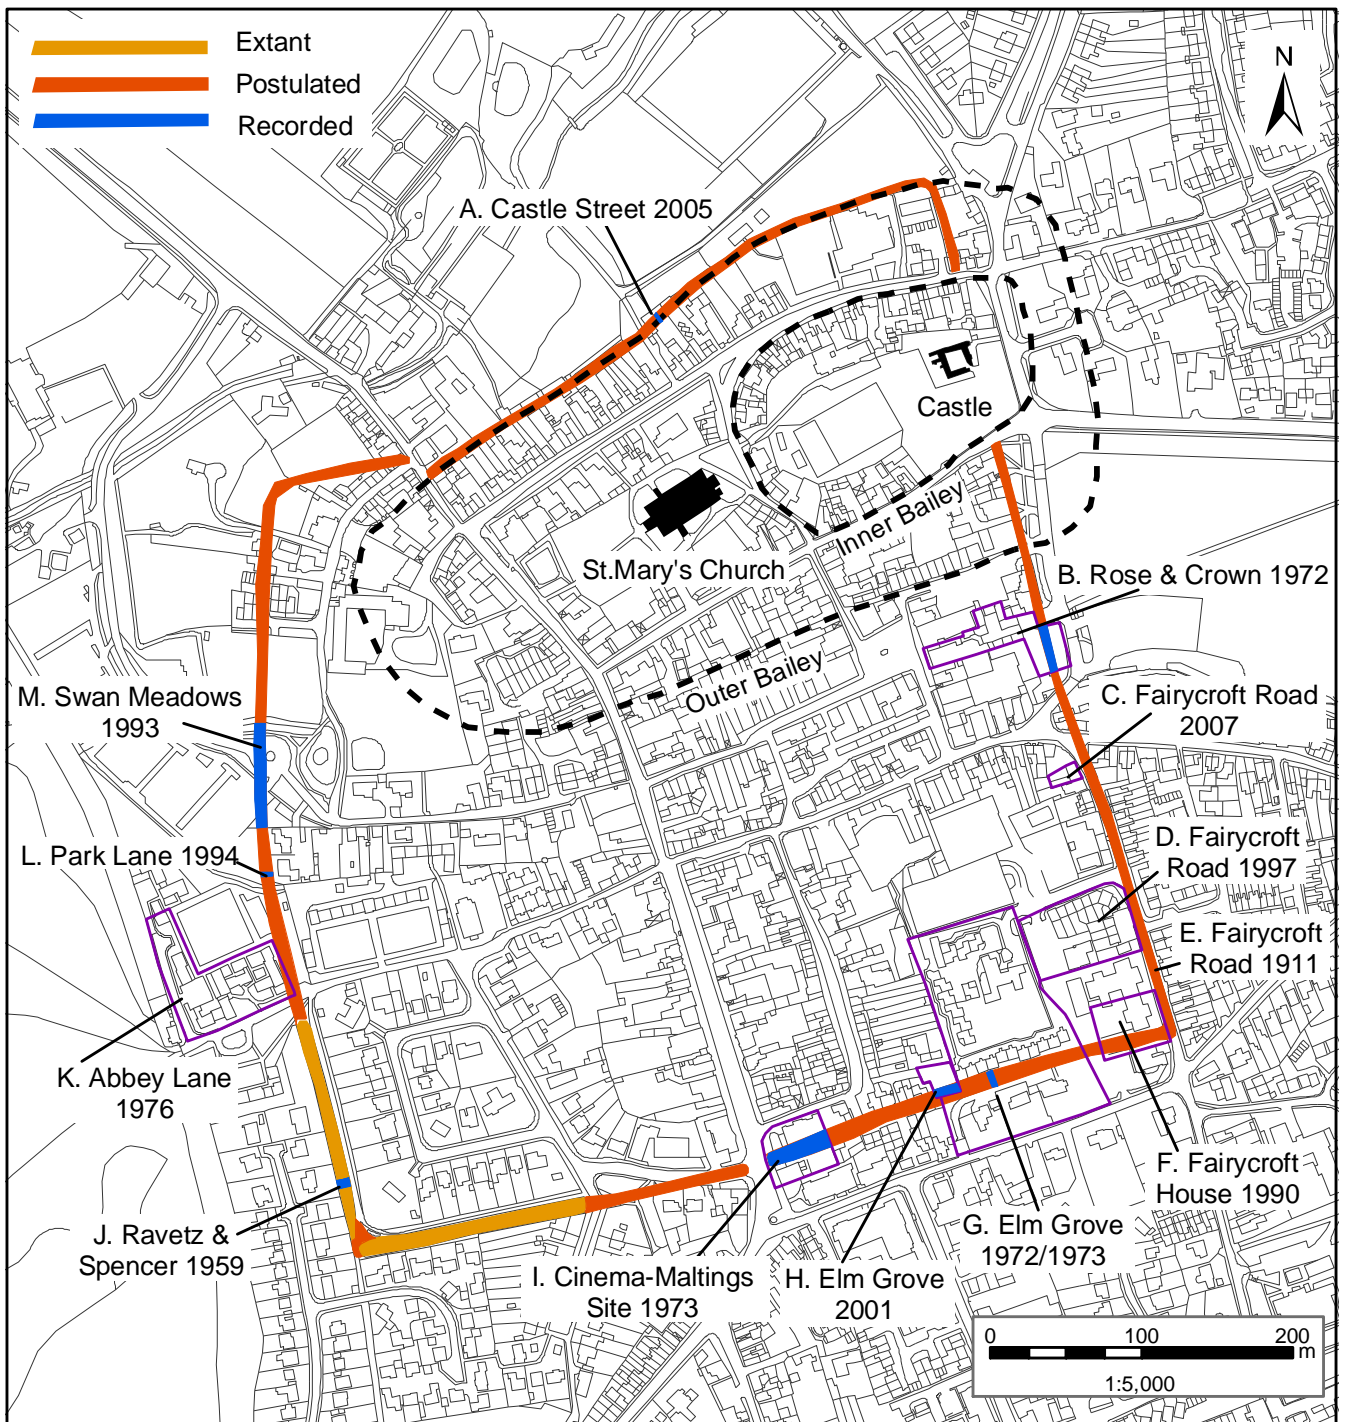 Extant
Postulated
Recorded
N
A. Castle Street 2005
Castle
Inner Bailey
St.Mary's Church
B. Rose & Crown 1972
Outer Bailey
M. Swan Meadows
1993
C. Fairycroft Road
2007
L. Park Lane 1994
D. Fairycroft
Road 1997
E. Fairycroft
Road 1911
K. Abbey Lane
1976
F. Fairycroft
House 1990
J. Ravetz &
Spencer 1959
G. Elm Grove
1972/1973
I. Cinema-Maltings
Site 1973
H. Elm Grove
2001
0 100 200
m
1:5,000